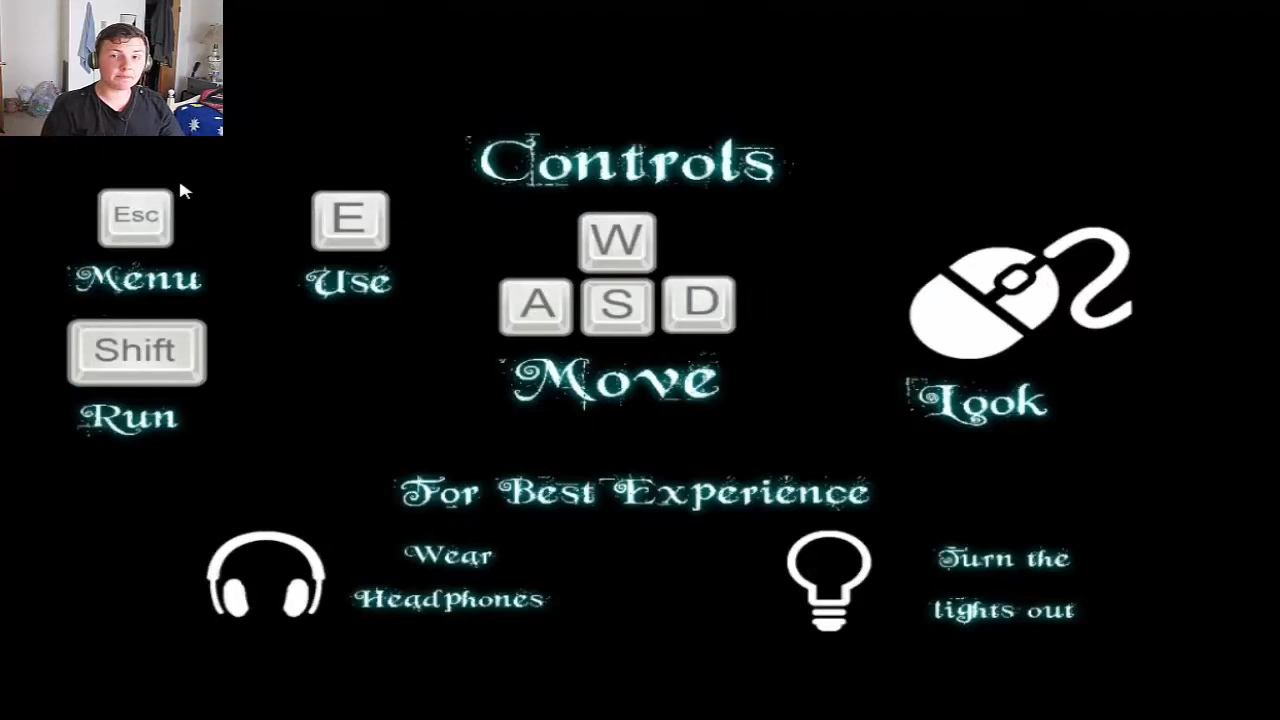 Controls
Esc
Menu
E
Use
W
A S D
Move
Look
Shift
Run
For Best Experience
Wear
Headphones
Turn the
lights out